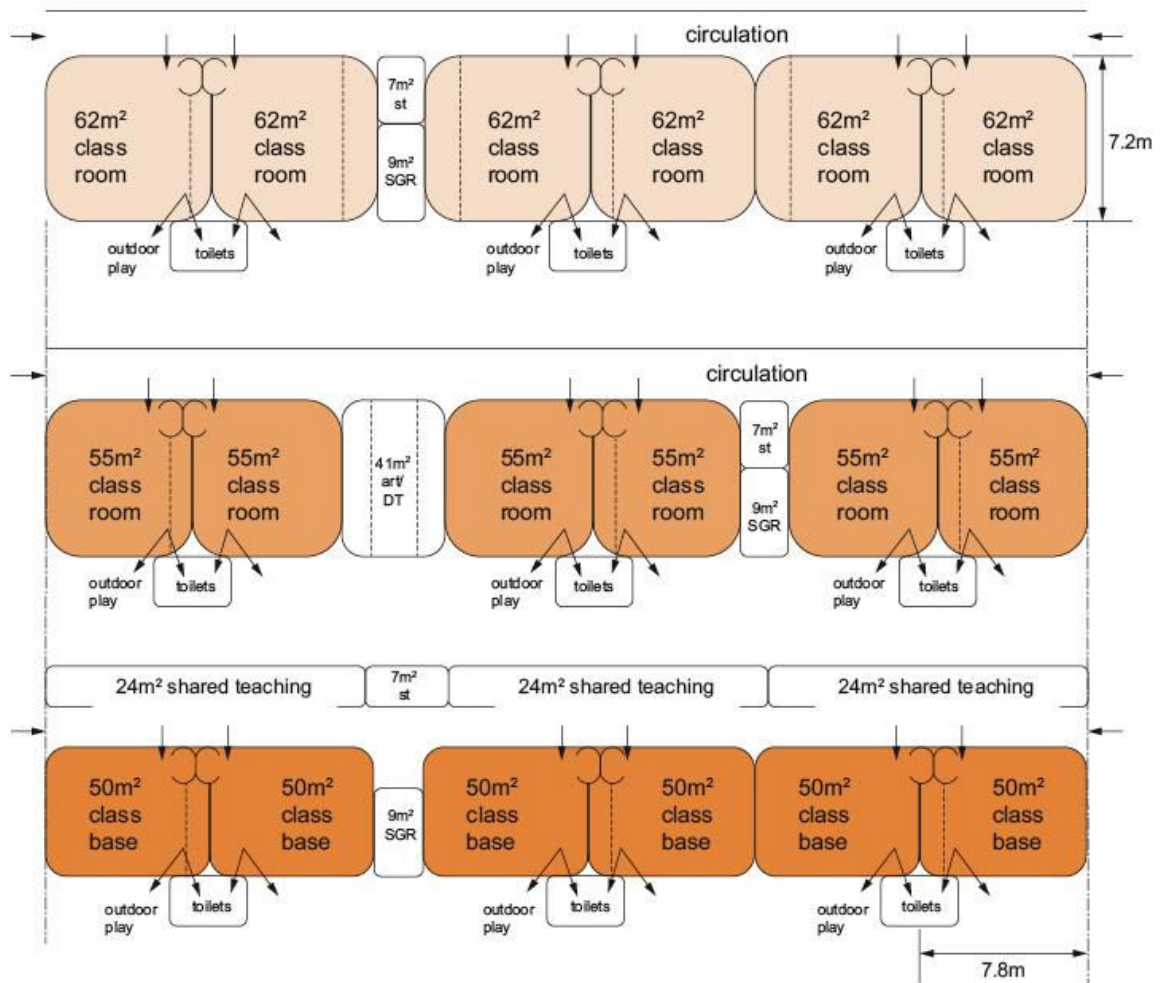 circulation
62m²
class
room
62m²
class
room
7m²
st
9m²
SGR
62m²
class
room
62m²
class
room
62m²
class
room
62m²
class
room
7.2m
outdoor
play
toilets
outdoor
play
toilets
outdoor
play
toilets
circulation
55m²
class
room
55m²
class
room
41m²
art/
DT
55m²
class
room
55m²
class
room
7m²
st
9m²
SGR
55m²
class
room
55m²
class
room
outdoor
play
toilets
outdoor
play
toilets
outdoor
play
toilets
24m² shared teaching
7m²
st
24m² shared teaching
24m² shared teaching
50m²
class
base
50m²
class
base
9m²
SGR
50m²
class
base
50m²
class
base
50m²
class
base
50m²
class
base
outdoor
play
toilets
outdoor
play
toilets
outdoor
play
toilets
7.8m